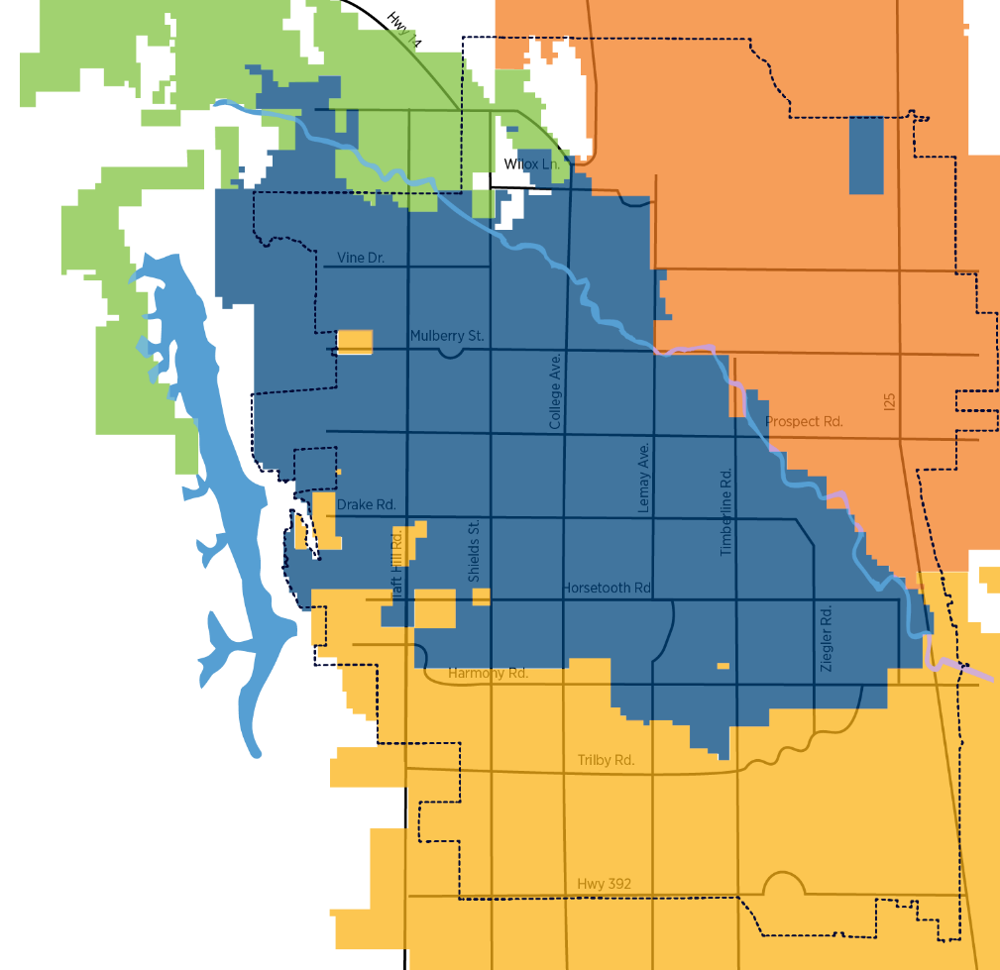 Hwy 14
Wilox Ln.
Vine Dr.
Mulberry St.
College Ave.
I25
Prospect Rd.
Lemay Ave.
Timberline Rd.
Drake Rd.
Shields St.
Taft Hill Rd.
Horsetooth Rd
Ziegler Rd.
Harmony Rd.
Trilby Rd.
Hwy 392